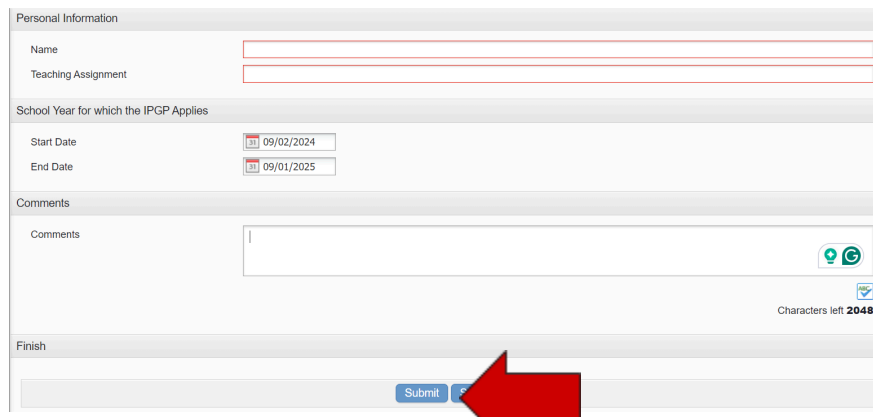 Personal Information
Name
Teaching Assignment
School Year for which the IPGP Applies
Start Date 31 09/02/2024
End Date 31 09/01/2025
Comments
Comments
G
ABC
Characters left 2048
Finish
Submit